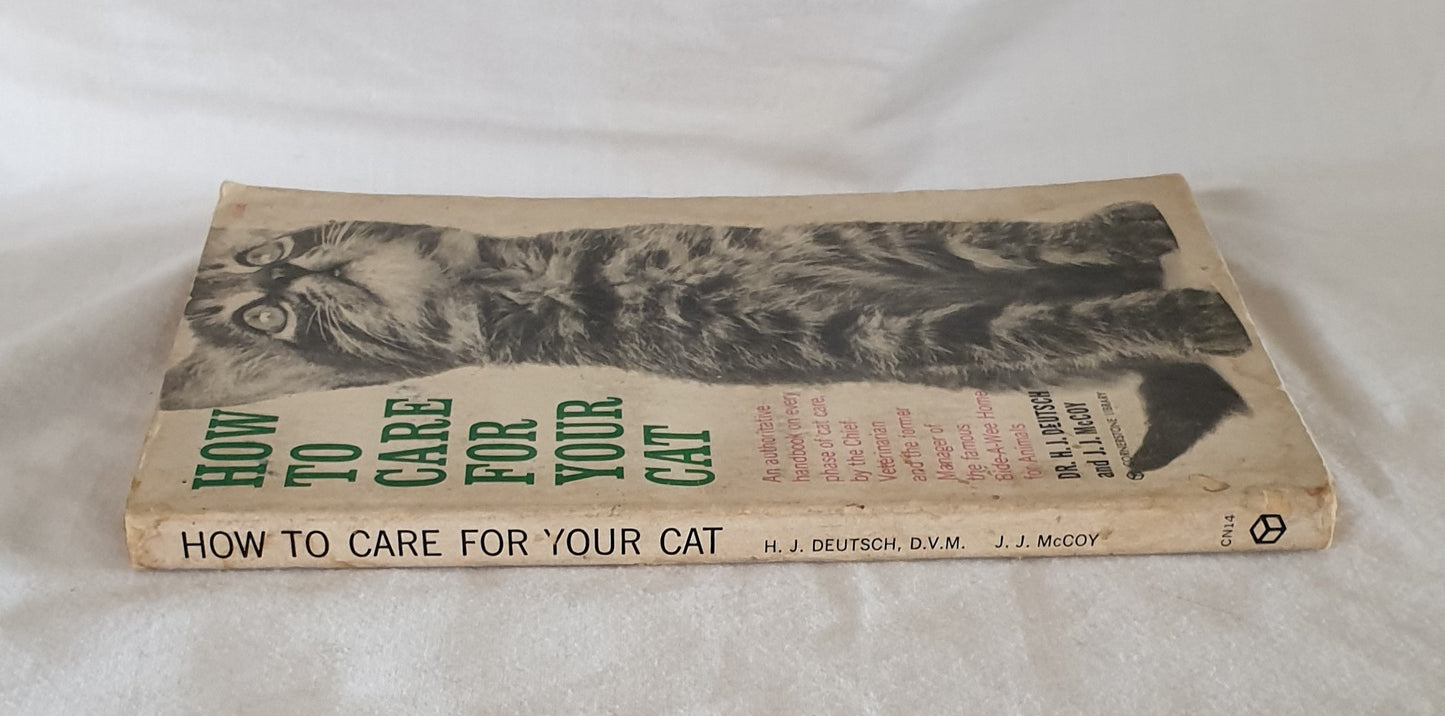 HOW
TO
CARE
FOR
YOUR
CAT
An authoritative
handbook on every
phase of cat care,
by the Chief
Veterinarian
and the former
Manager of
the famous
Bide-A-Wee Home
for Animals
DR. H. J. DEUTSCH
and J. J. McCOY
CORNERSTONE LIBRARY
HOW TO CARE FOR YOUR CAT H. J. DEUTSCH, D.V.M. J. J. McCOY
CN14